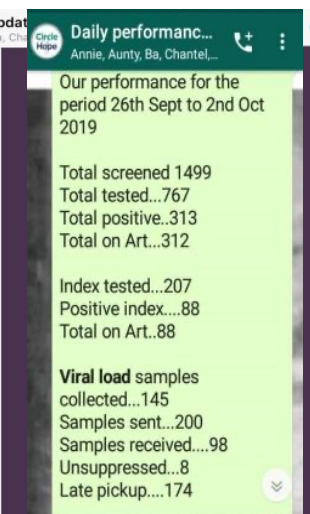 pdat
, Cha
Circle
Hope
Daily performanc...
Annie, Aunty, Ba, Chantel,...
Our performance for the
period 26th Sept to 2nd Oct
2019
Total screened 1499
Total tested...767
Total positive..313
Total on Art...312
Index tested...207
Positive index....88
Total on Art..88
Viral load samples
collected...145
Samples sent...200
Samples received....98
Unsuppressed...8
Late pickup....174